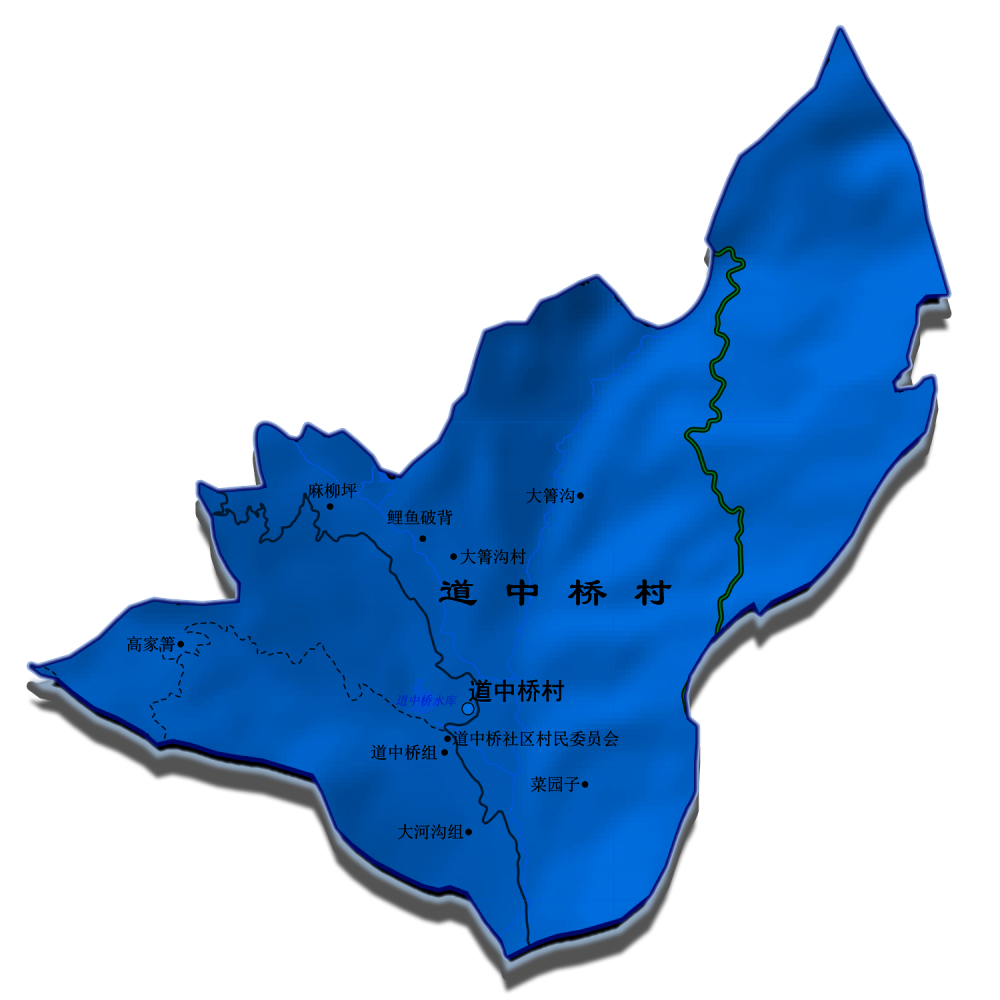 麻柳坪
大箐沟
鲤鱼破背
大箐沟村
道中桥村
高家箐
道中桥村
道中桥水库
道中桥社区村民委员会
道中桥组
菜园子
大河沟组